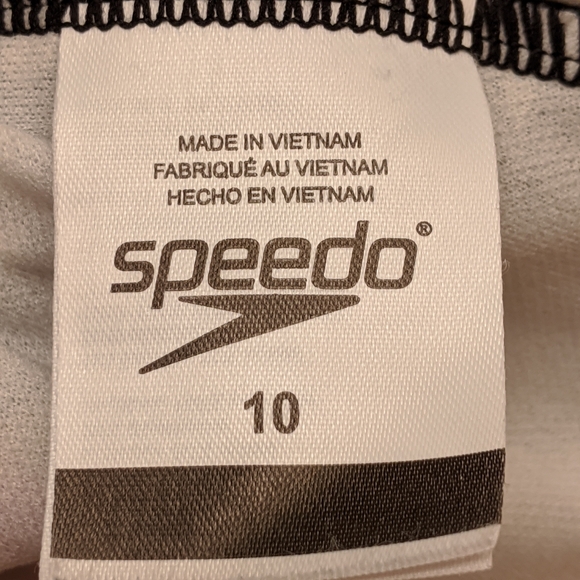 MADE IN VIETNAM
FABRIQUÉ AU VIETNAM
HECHO EN VIETNAM
speedo®
10